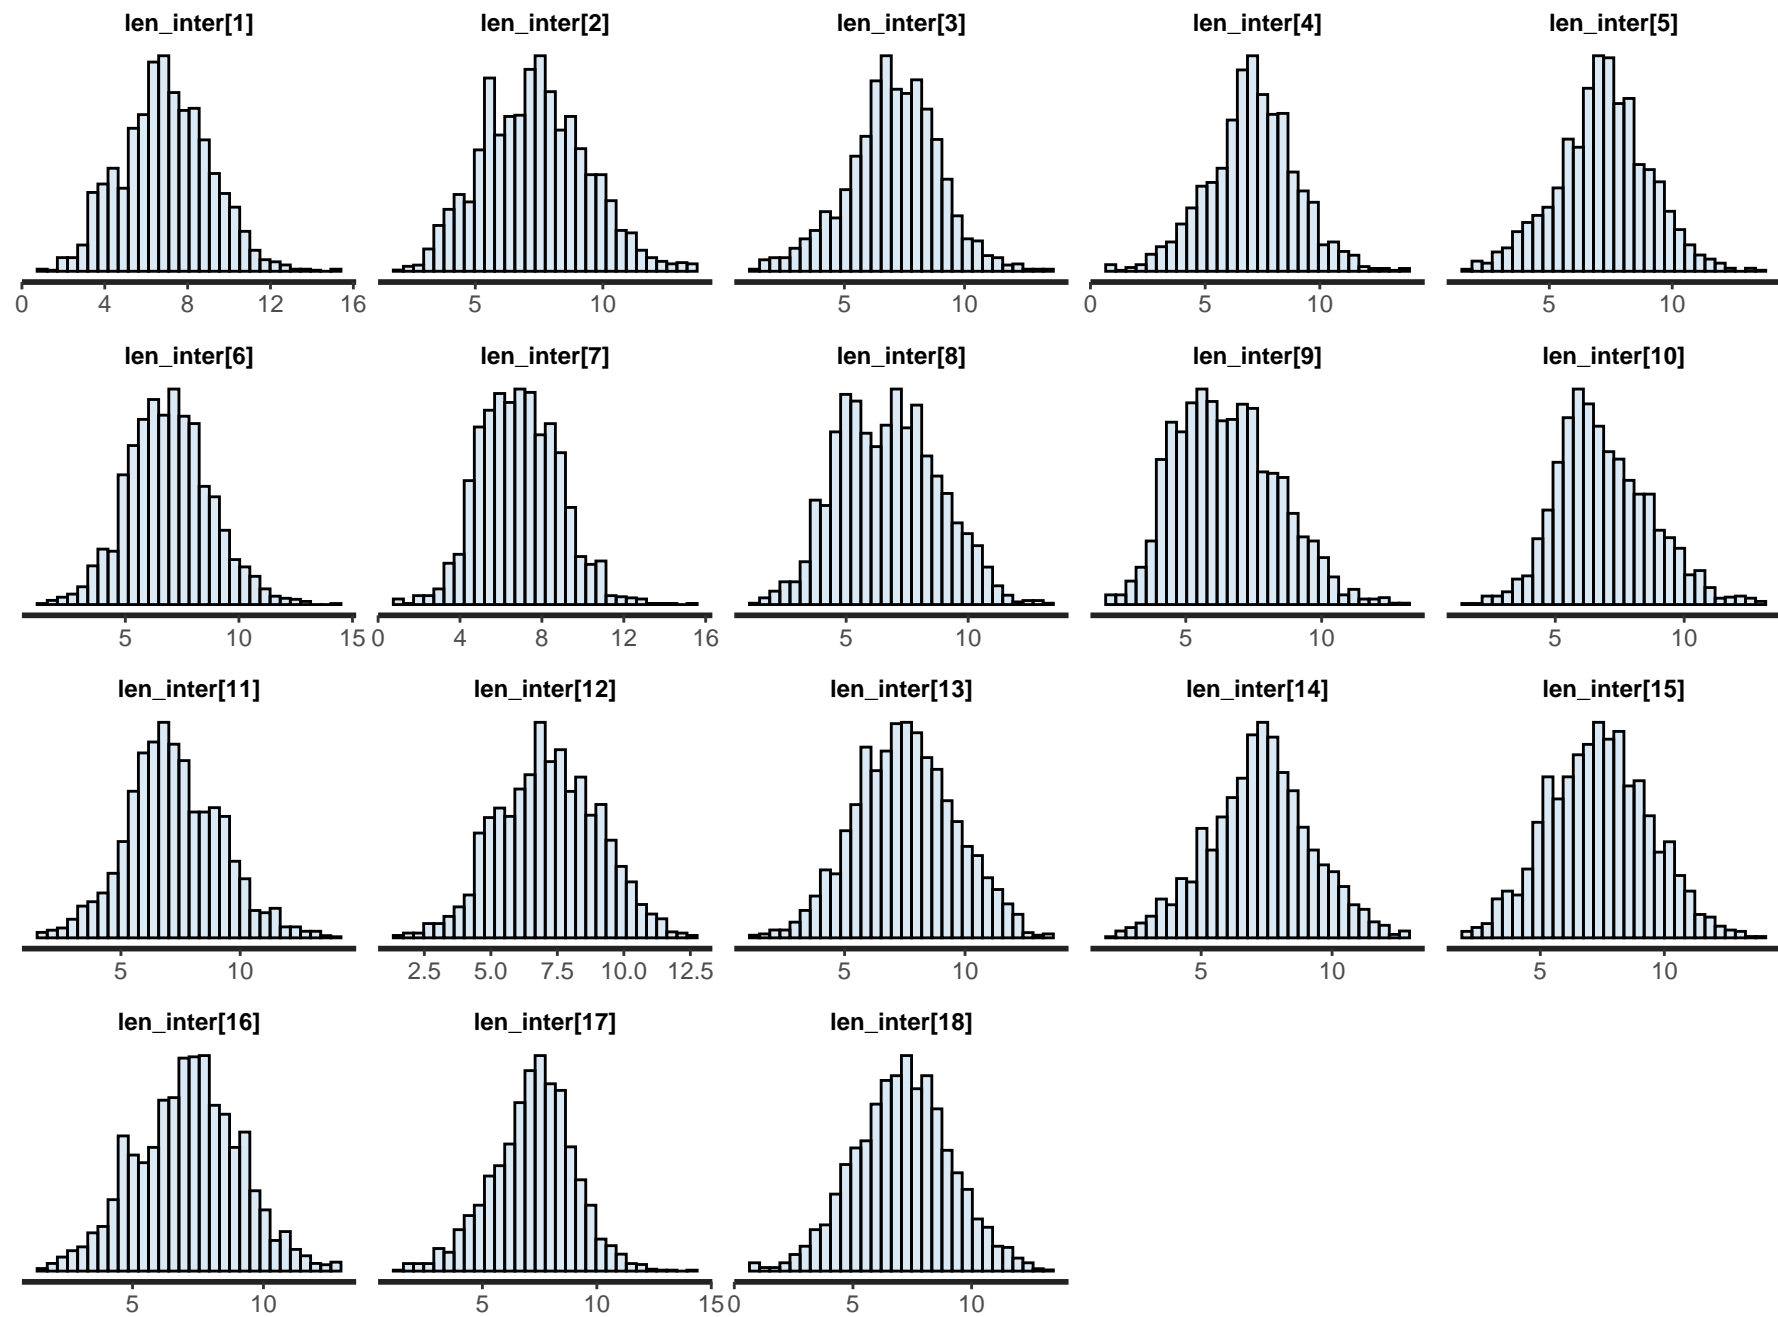 len_inter[1] len_inter[2] len_inter[3] len_inter[4] len_inter[5]
0 4 8 12 16 5 10 5 10 0 5 10 5 10
len_inter[6] len_inter[7] len_inter[8] len_inter[9] len_inter[10]
5 10 15 0 4 8 12 16 5 10 5 10 5 10
len_inter[11] len_inter[12] len_inter[13] len_inter[14] len_inter[15]
5 10 2.5 5.0 7.5 10.0 12.5 5 10 5 10 5 10
len_inter[16] len_inter[17] len_inter[18]
5 10 5 10 15 0 5 10